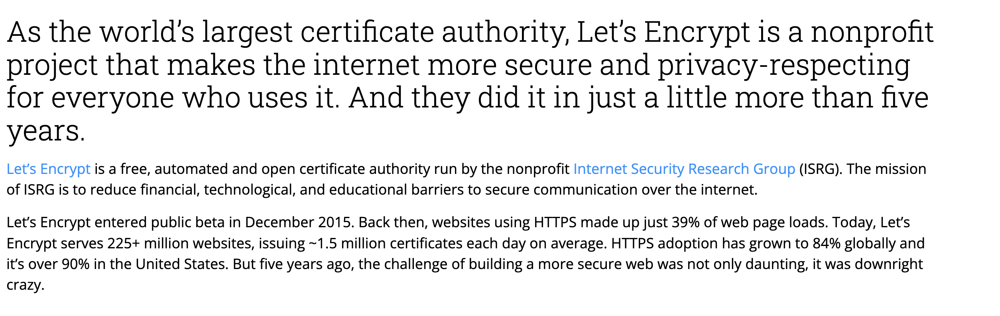 As the world’s largest certificate authority, Let’s Encrypt is a nonprofit
project that makes the internet more secure and privacy-respecting
for everyone who uses it. And they did it in just a little more than five
years.
Let’s Encrypt is a free, automated and open certificate authority run by the nonprofit Internet Security Research Group (ISRG). The mission
of ISRG is to reduce financial, technological, and educational barriers to secure communication over the internet.
Let’s Encrypt entered public beta in December 2015. Back then, websites using HTTPS made up just 39% of web page loads. Today, Let’s
Encrypt serves 225+ million websites, issuing ~1.5 million certificates each day on average. HTTPS adoption has grown to 84% globally and
it’s over 90% in the United States. But five years ago, the challenge of building a more secure web was not only daunting, it was downright
crazy.